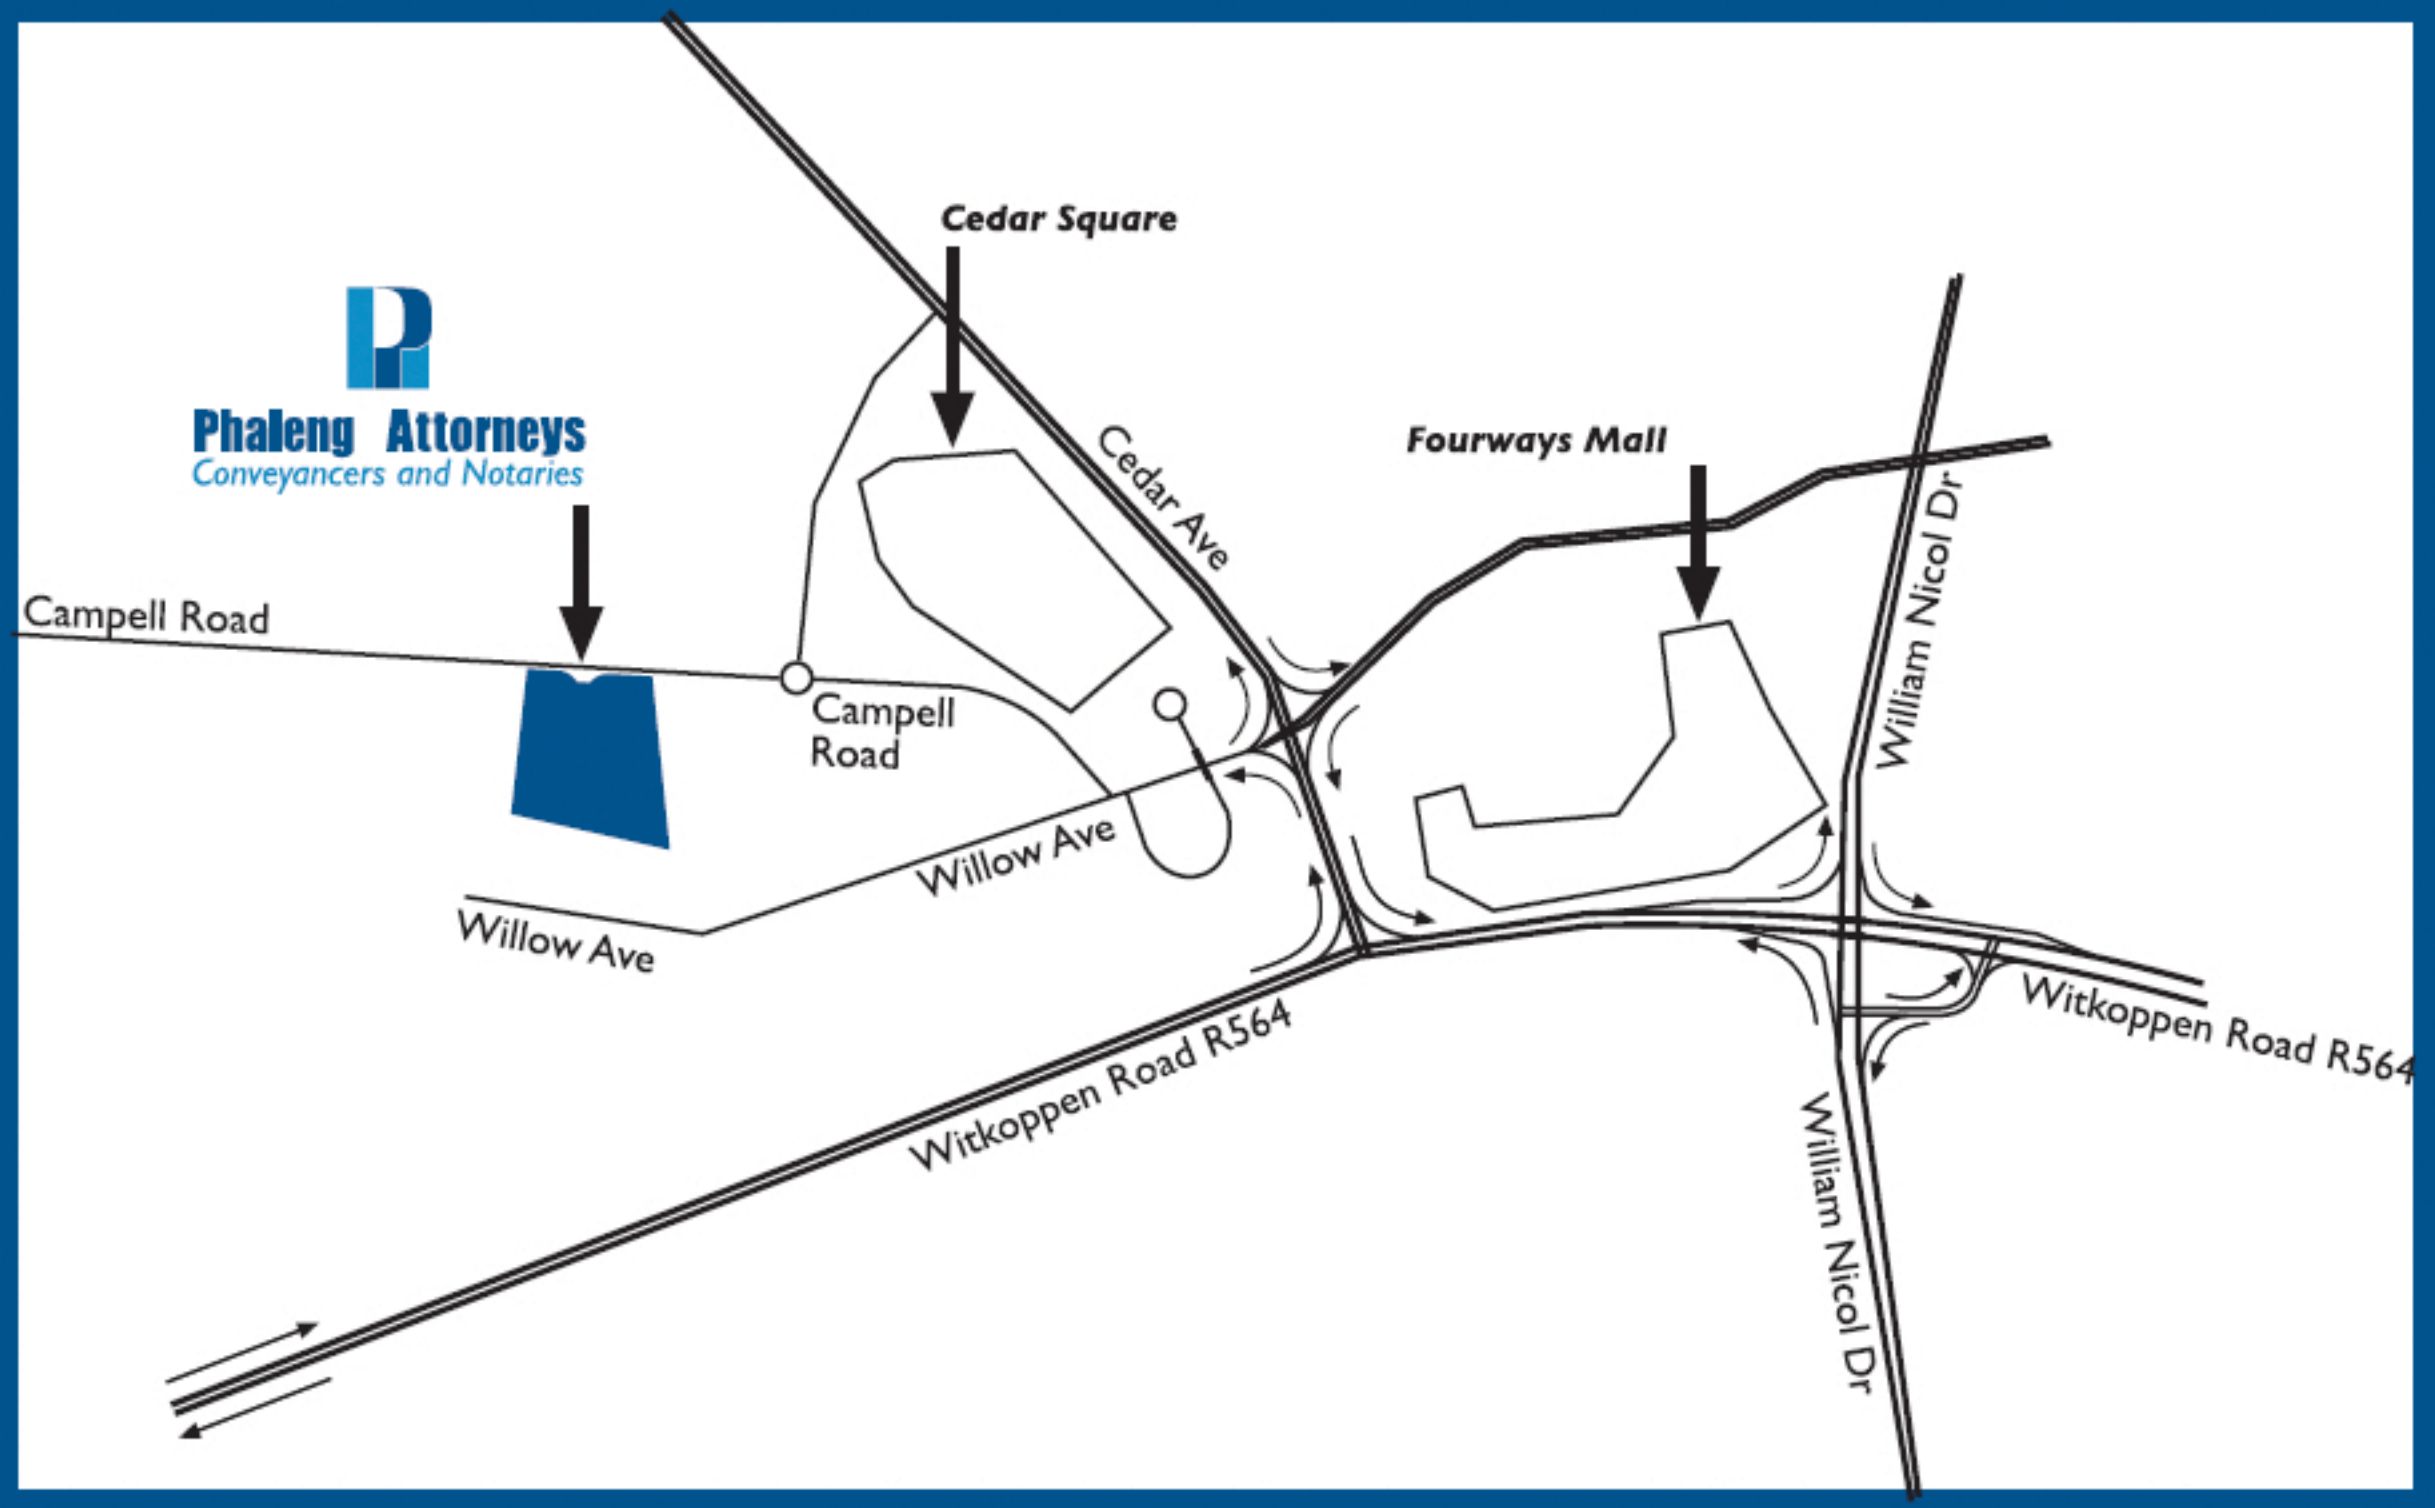 Cedar Square
Phaleng Attorneys
Conveyancers and Notaries
Cedar Ave
Fourways Mall
William Nicol Dr
Campell Road
Campell
Road
Willow Ave
Willow Ave
Witkoppen Road R564
Witkoppen Road R564
William Nicol Dr